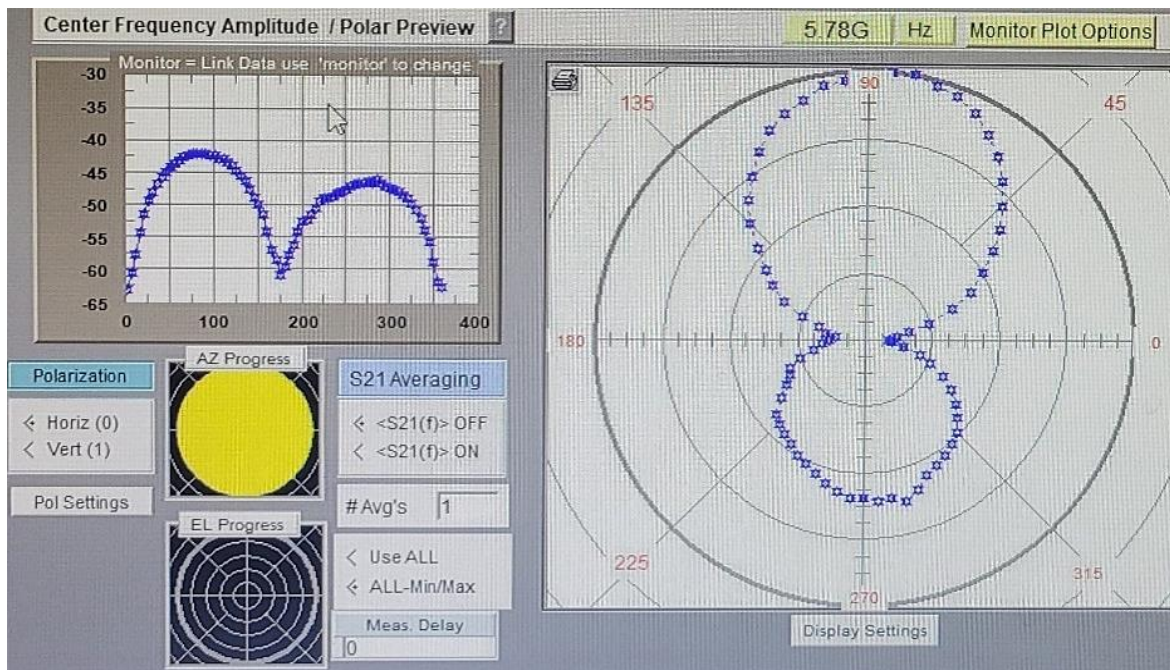 Center Frequency Amplitude / Polar Preview
?
5.78G
Hz
Monitor Plot Options
Monitor = Link Data use 'monitor' to change
-30
-35
-40
-45
-50
-55
-60
-65
0
100
200
300
400
90
135
45
180
0
225
315
270
Display Settings
Polarization
Horiz (0)
Vert (1)
Pol Settings
AZ Progress
EL Progress
S21 Averaging
<S21(f)> OFF
<S21(f)> ON
# Avg's
1
Use ALL
ALL-Min/Max
Meas. Delay
0